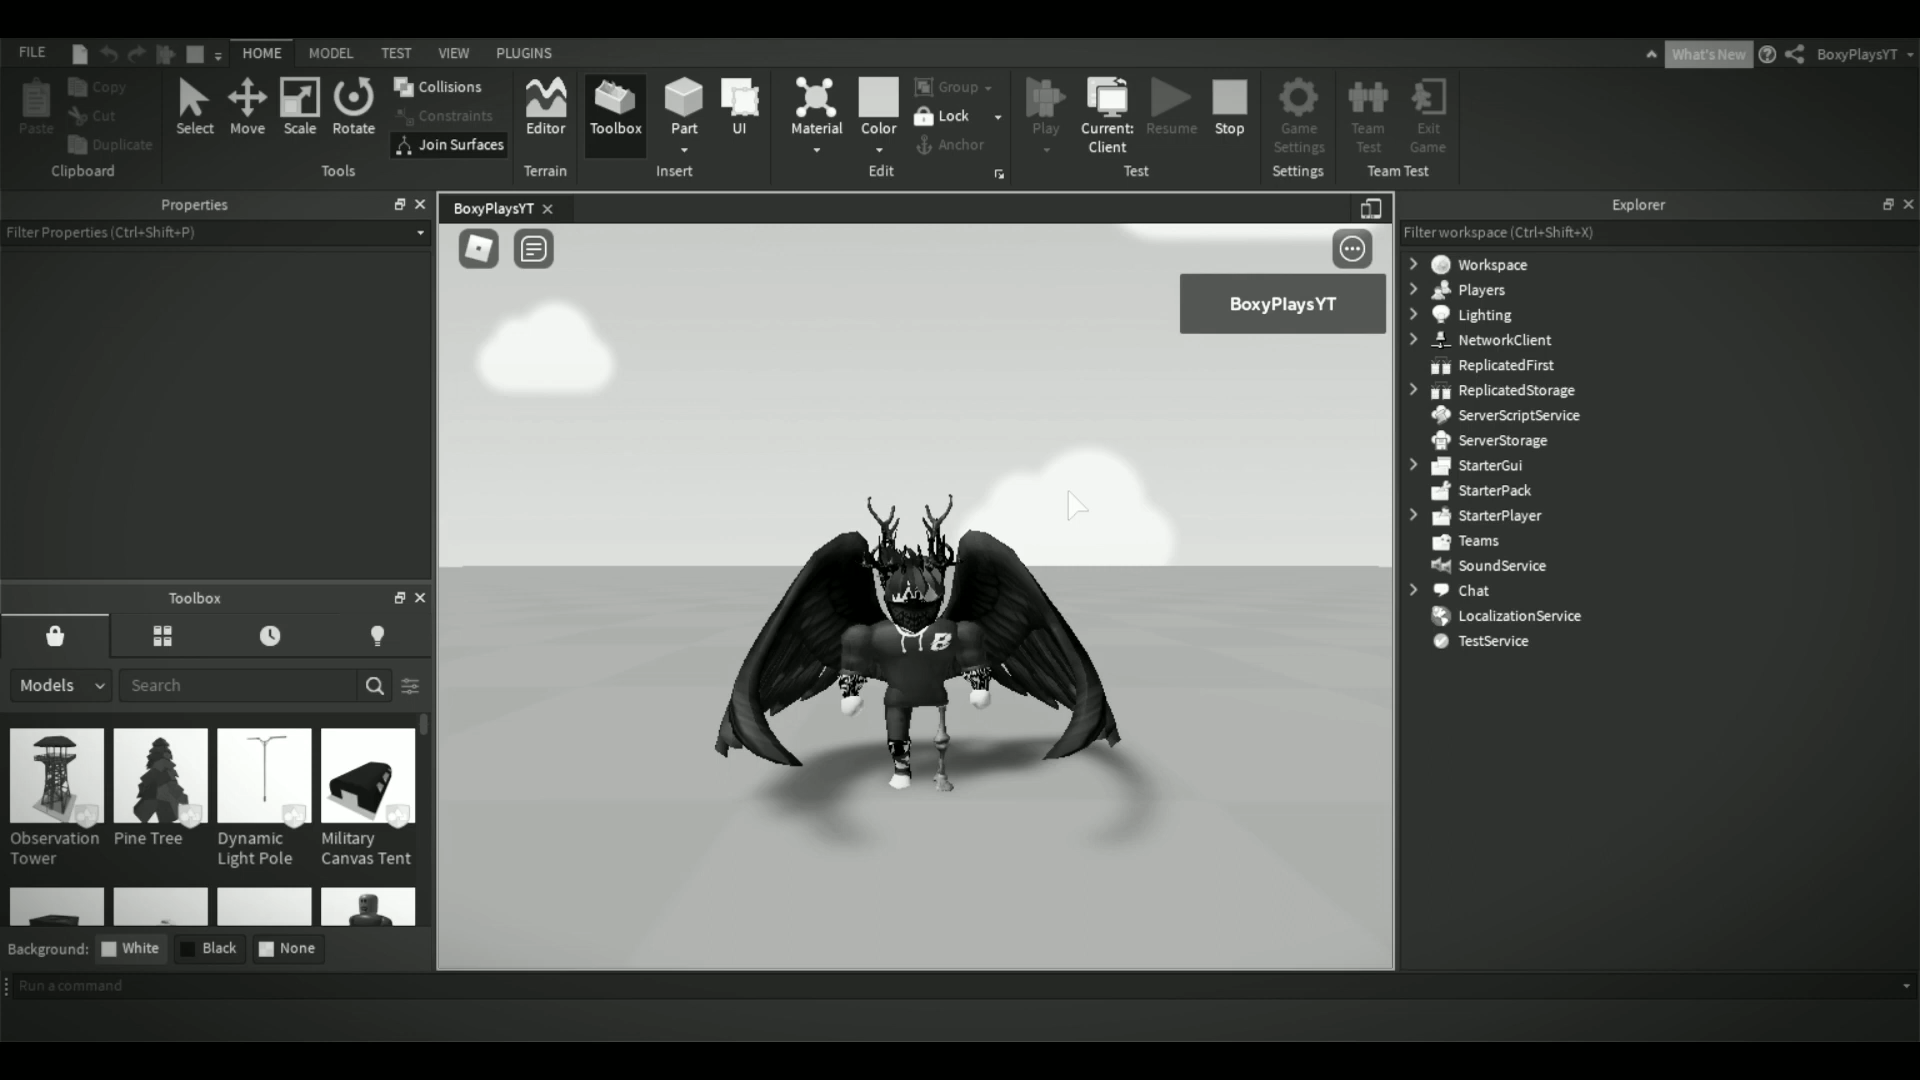 FILE
HOME
MODEL
TEST
VIEW
PLUGINS
What's New
BoxyPlaysYT
Paste
Copy
Cut
Duplicate
Clipboard
Select
Move
Scale
Rotate
Collisions
Constraints
Join Surfaces
Tools
Editor
Terrain
Toolbox
Part
UI
Insert
Material
Color
Group
Lock
Anchor
Edit
Play
Current:
Client
Resume
Stop
Test
Game
Settings
Settings
Team
Test
Exit
Game
Team Test
Properties
Filter Properties (Ctrl+Shift+P)
BoxyPlaysYT
BoxyPlaysYT
B
Explorer
Filter workspace (Ctrl+Shift+X)
Workspace
Players
Lighting
NetworkClient
ReplicatedFirst
ReplicatedStorage
ServerScriptService
ServerStorage
StarterGui
StarterPack
StarterPlayer
Teams
SoundService
Chat
LocalizationService
TestService
Toolbox
Models
Search
Observation
Tower
Pine Tree
Dynamic
Light Pole
Military
Canvas Tent
Background:
White
Black
None
Run a command